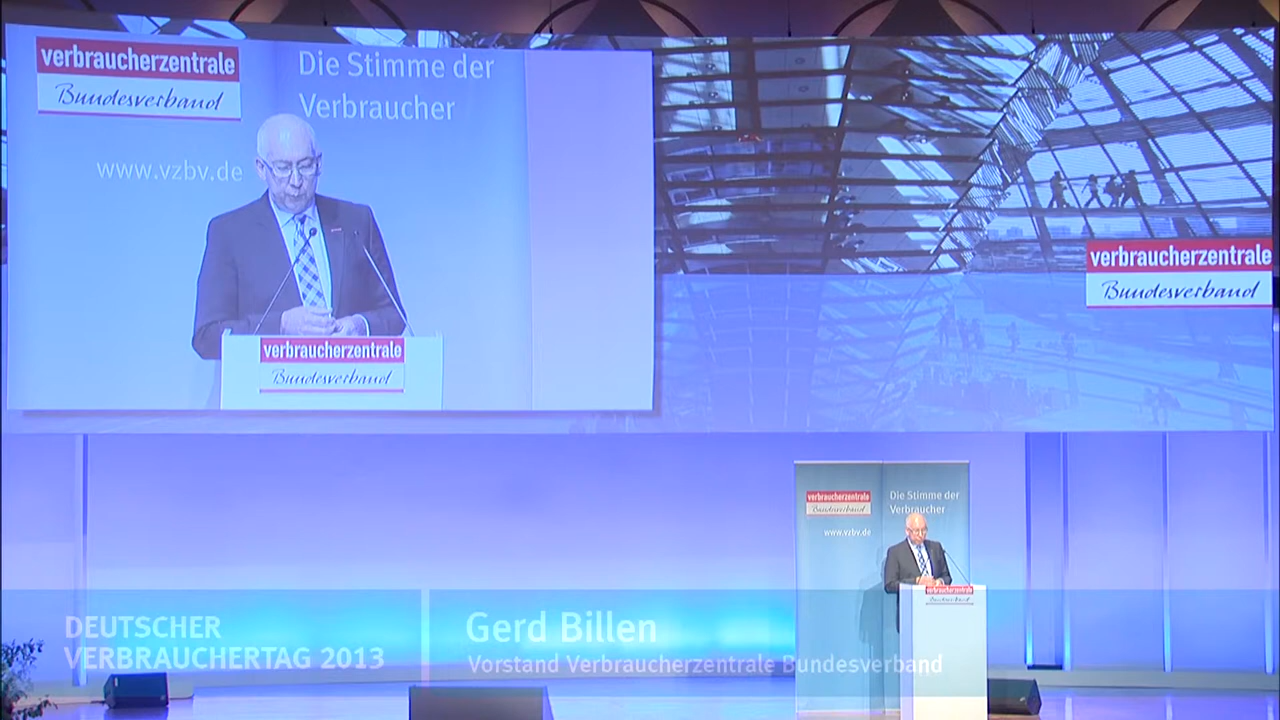 verbraucherzentrale
Bundesverband
Die Stimme der
Verbraucher
www.vzbv.de
verbraucherzentrale
Bundesverband
verbraucherzentrale
Bundesverband
verbraucherzentrale
Bundesverband
Die Stimme der
Verbraucher
www.vzbv.de
verbraucherzentrale
Bundesverband
DEUTSCHER
VERBRAUCHERTAG 2013
Gerd Billen
Vorstand Verbraucherzentrale Bundesverband